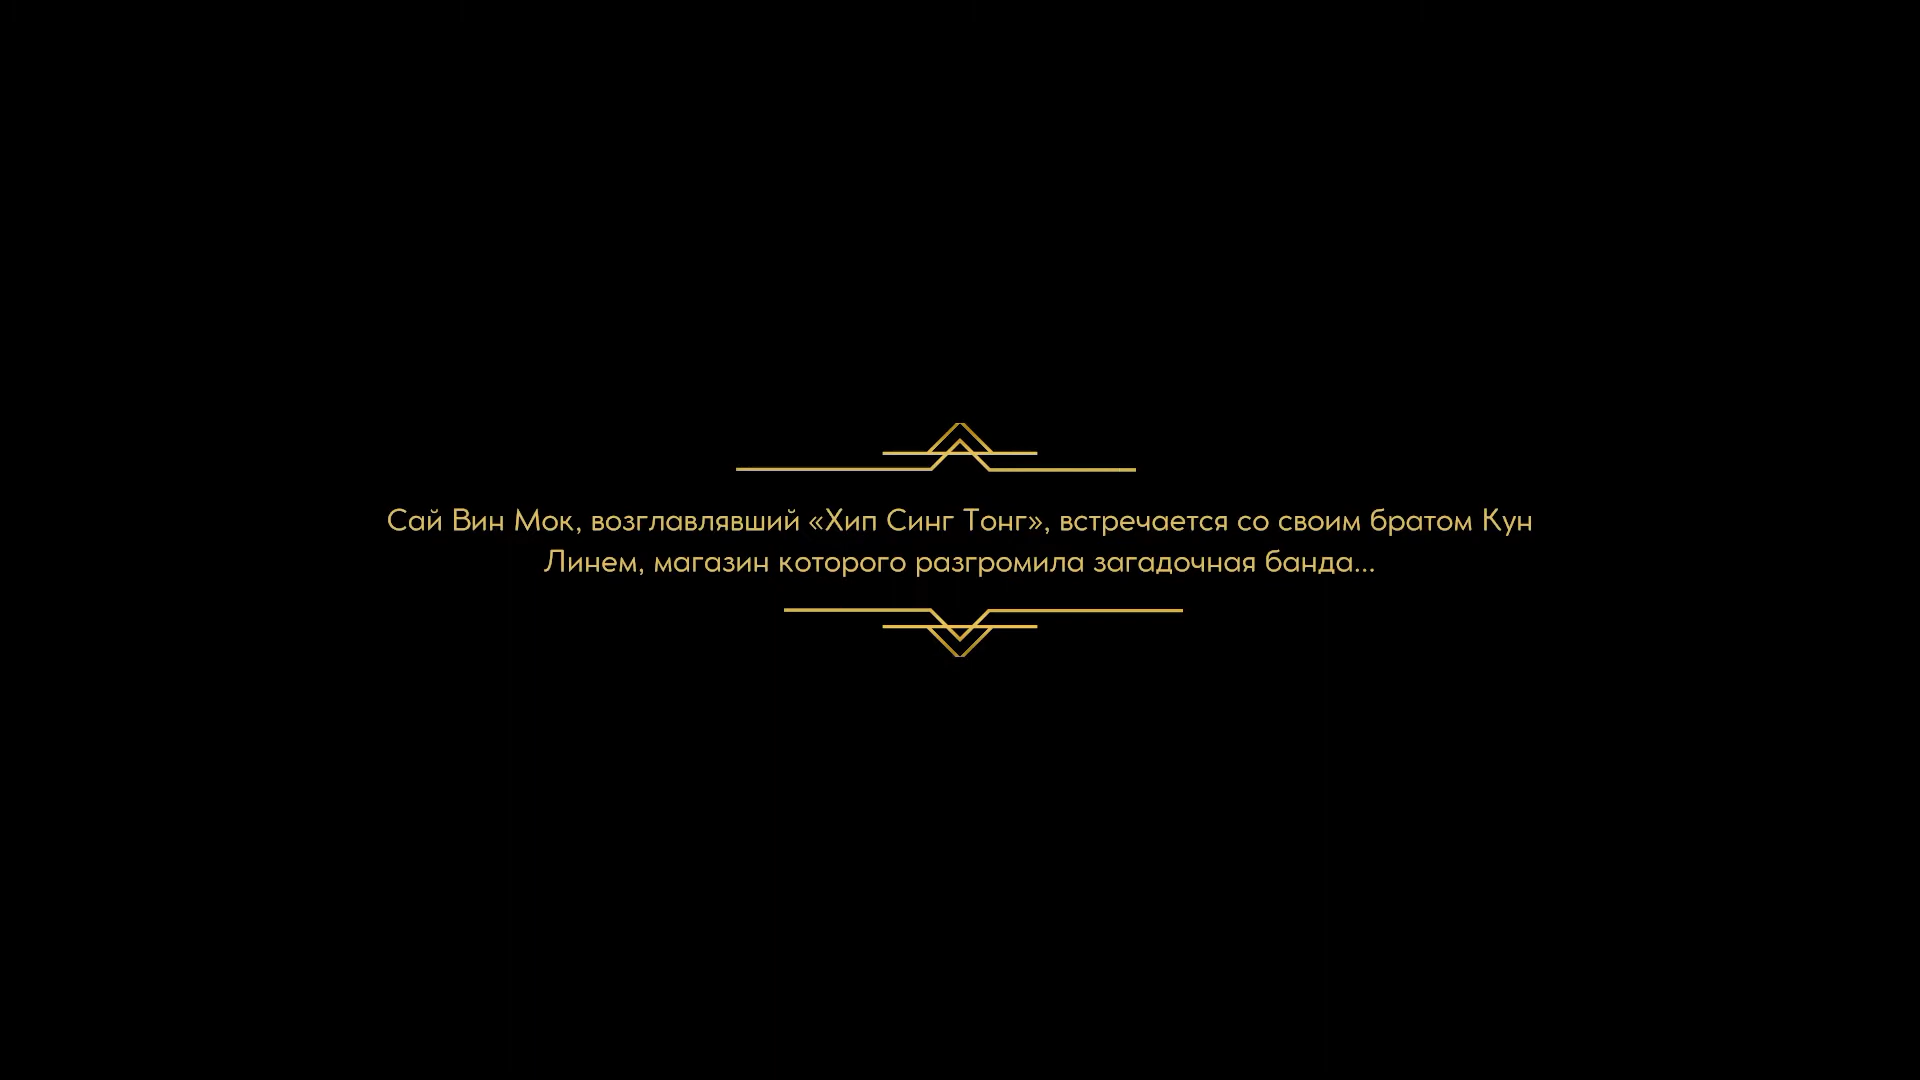 Сай Вин Мок, возглавлявший «Хип Синг Тонг», встречается со своим братом Кун
Линем, магазин которого разгромила загадочная банда...